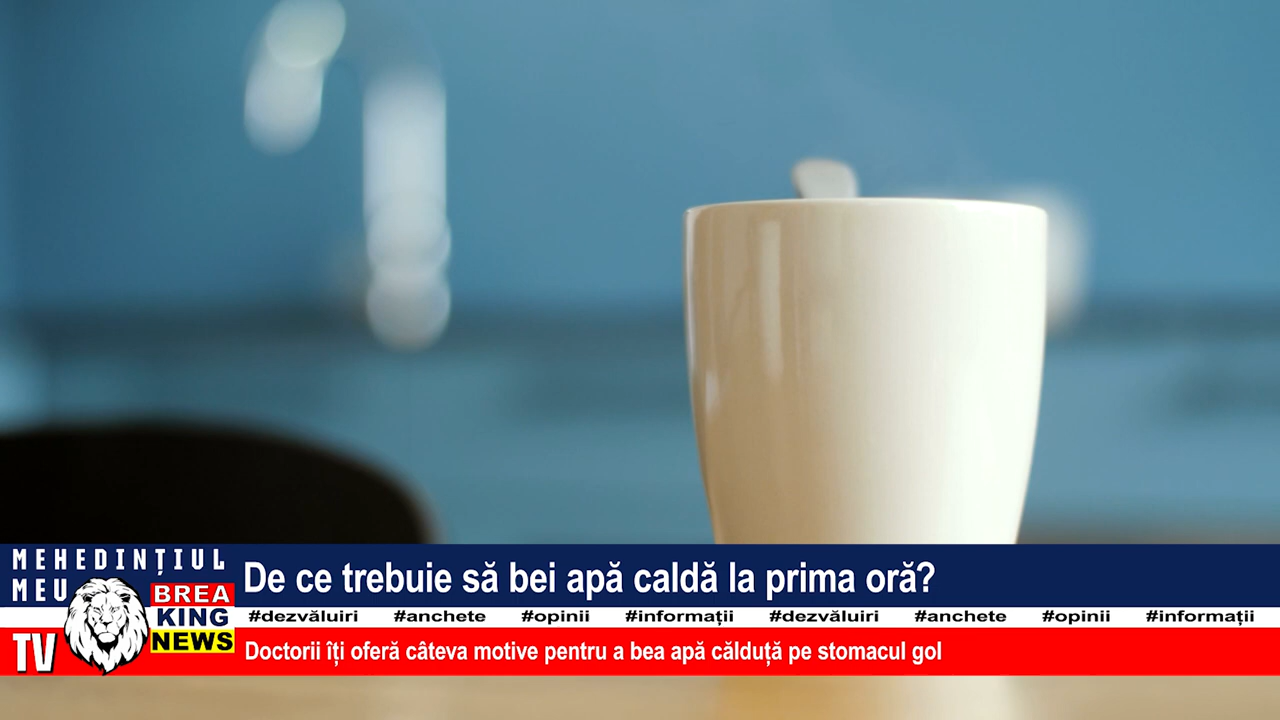 MEHEDINȚIUL
MEU
TV
BREA
KING
NEWS
De ce trebuie să bei apă caldă la prima oră?
#dezvăluiri #anchete #opinii #informații #dezvăluiri #anchete #opinii #informații
Doctorii îți oferă câteva motive pentru a bea apă călduță pe stomacul gol